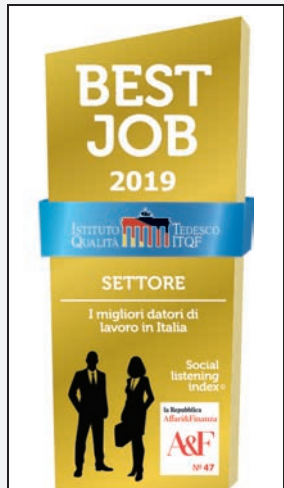 BEST
JOB
2019
ISTITUTO TEDESCO
QUALITÀ ITQF
SETTORE
I migliori datori di
lavoro in Italia
Social
listening
index®
la Repubblica
Affari&Finanza
A&F
Nº 47